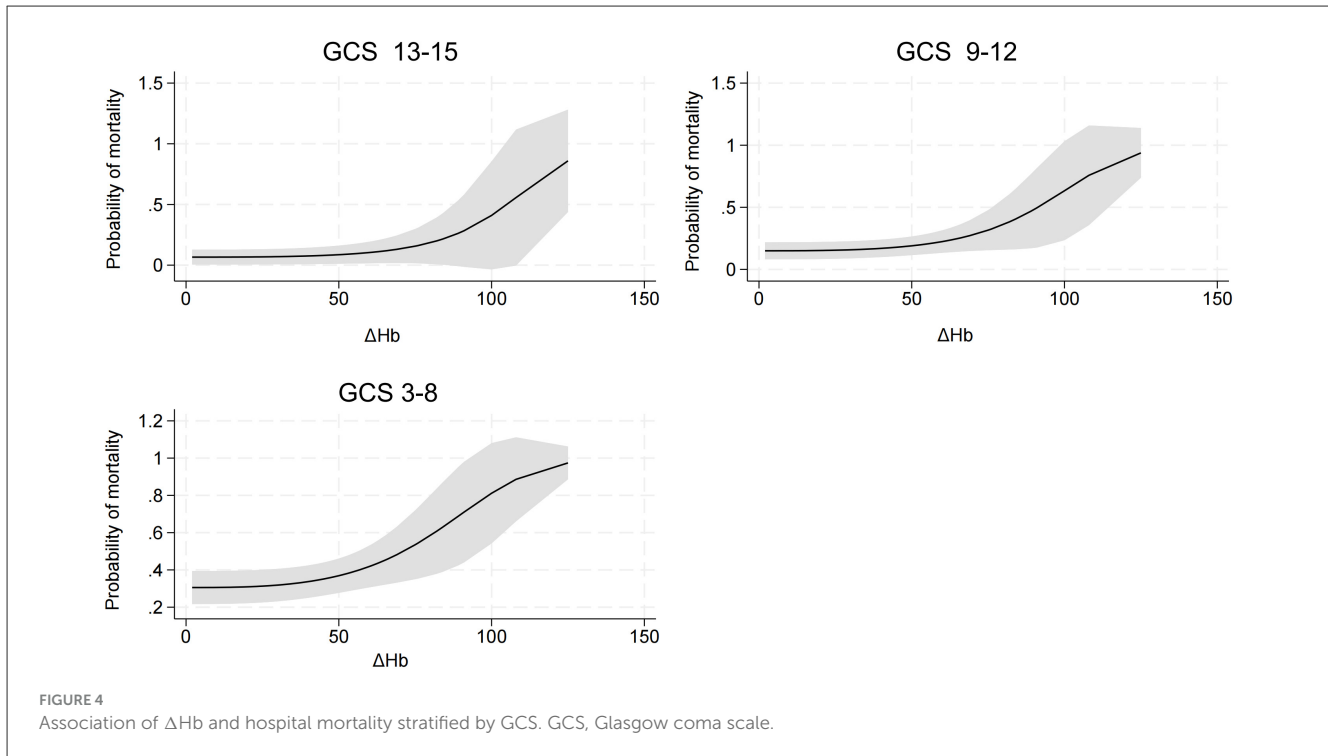 GCS 13-15
Probability of mortality
1.5
1
.5
0
0 50 100 150
ΔHb
GCS 9-12
Probability of mortality
1.5
1
.5
0
0 50 100 150
ΔHb
GCS 3-8
Probability of mortality
1.2
1
.8
.6
.4
.2
0 50 100 150
ΔHb
FIGURE 4
Association of ΔHb and hospital mortality stratified by GCS. GCS, Glasgow coma scale.